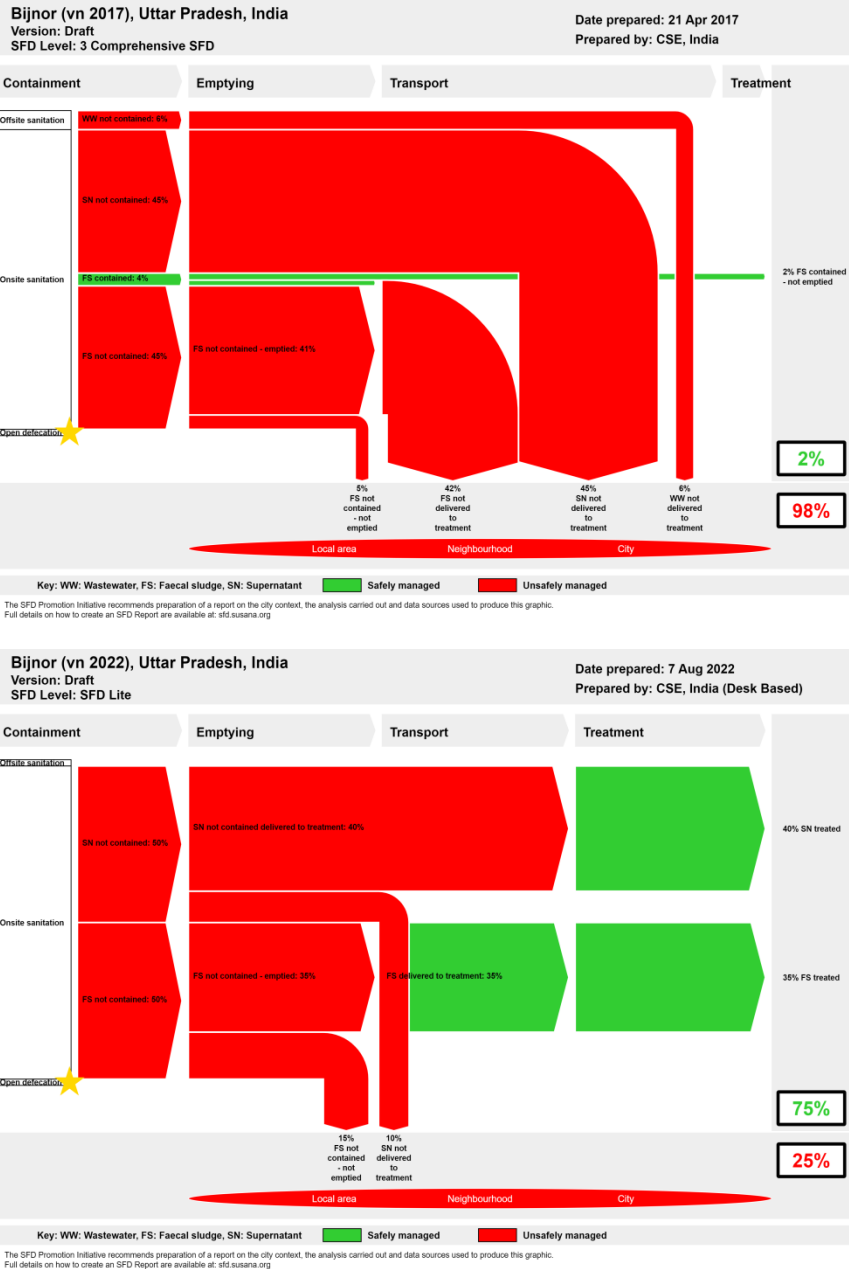 Bijnor (vn 2017), Uttar Pradesh, India
Version: Draft
SFD Level: 3 Comprehensive SFD
Date prepared: 21 Apr 2017
Prepared by: CSE, India
Containment
Emptying
Transport
Treatment
Offsite sanitation
WW not contained: 6%
SN not contained: 45%
Onsite sanitation
FS contained: 4%
2% FS contained
- not emptied
FS not contained: 45%
FS not contained - emptied: 41%
Open defecation
2%
98%
5%
FS not
contained
- not
emptied
42%
FS not
delivered
to
treatment
45%
SN not
delivered
to
treatment
6%
WW not
delivered
to
treatment
Local area
Neighbourhood
City
Key: WW: Wastewater, FS: Faecal sludge, SN: Supernatant
Safely managed
Unsafely managed
The SFD Promotion Initiative recommends preparation of a report on the city context, the analysis carried out and data sources used to produce this graphic.
Full details on how to create an SFD Report are available at: sfd.susana.org
Bijnor (vn 2022), Uttar Pradesh, India
Version: Draft
SFD Level: SFD Lite
Date prepared: 7 Aug 2022
Prepared by: CSE, India (Desk Based)
Containment
Emptying
Transport
Treatment
Offsite sanitation
SN not contained: 50%
SN not contained delivered to treatment: 40%
40% SN treated
Onsite sanitation
FS not contained: 50%
FS not contained - emptied: 35%
FS delivered to treatment: 35%
35% FS treated
Open defecation
75%
25%
15%
FS not
contained
- not
emptied
10%
SN not
delivered
to
treatment
Local area
Neighbourhood
City
Key: WW: Wastewater, FS: Faecal sludge, SN: Supernatant
Safely managed
Unsafely managed
The SFD Promotion Initiative recommends preparation of a report on the city context, the analysis carried out and data sources used to produce this graphic.
Full details on how to create an SFD Report are available at: sfd.susana.org